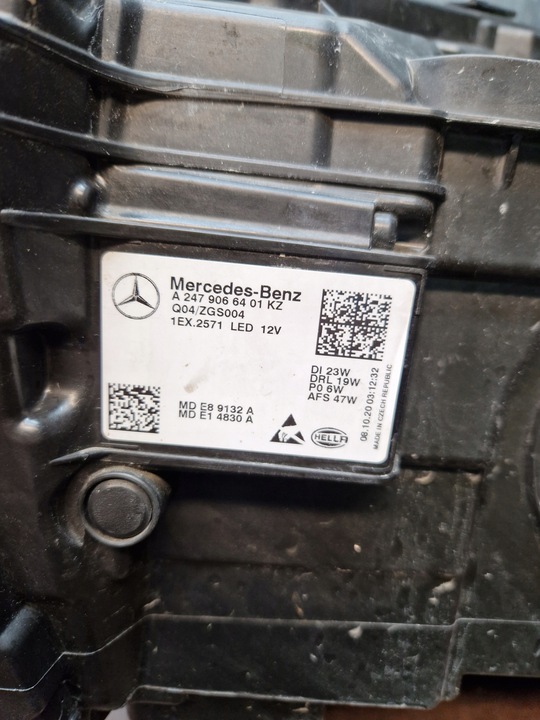 Mercedes-Benz
A 247 906 64 01 KZ
Q04/ZGS004
1EX.2571 LED 12V
DI 23W
DRL 19W
PO 6W
AFS 47W
08.10.20 03:12:32
MADE IN CZECH REPUBLIC
MD E8 9132 A
MD E1 4830 A
HELLA